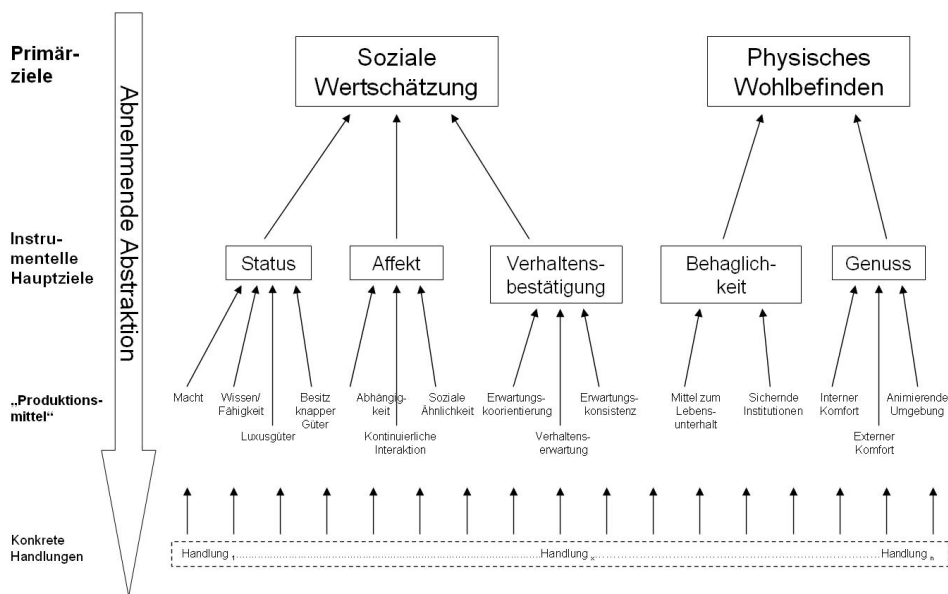 Primär-
ziele
Soziale
Wertschätzung
Physisches
Wohlbefinden
Abnehmende Abstraktion
Instru-
mentelle
Hauptziele
Status
Affekt
Verhaltens-
bestätigung
Behaglich-
keit
Genuss
„Produktions-
mittel“
Macht
Wissen/
Fähigkeit
Luxusgüter
Besitz
knapper
Güter
Abhängig-
keit
Kontinuierliche
Interaktion
Soziale
Ähnlichkeit
Erwartungs-
koorientierung
Verhaltens-
erwartung
Erwartungs-
konsistenz
Mittel zum
Lebens-
unterhalt
Sichernde
Institutionen
Interner
Komfort
Externer
Komfort
Animierende
Umgebung
Konkrete
Handlungen
Handlung 1......Handlung x......Handlung n